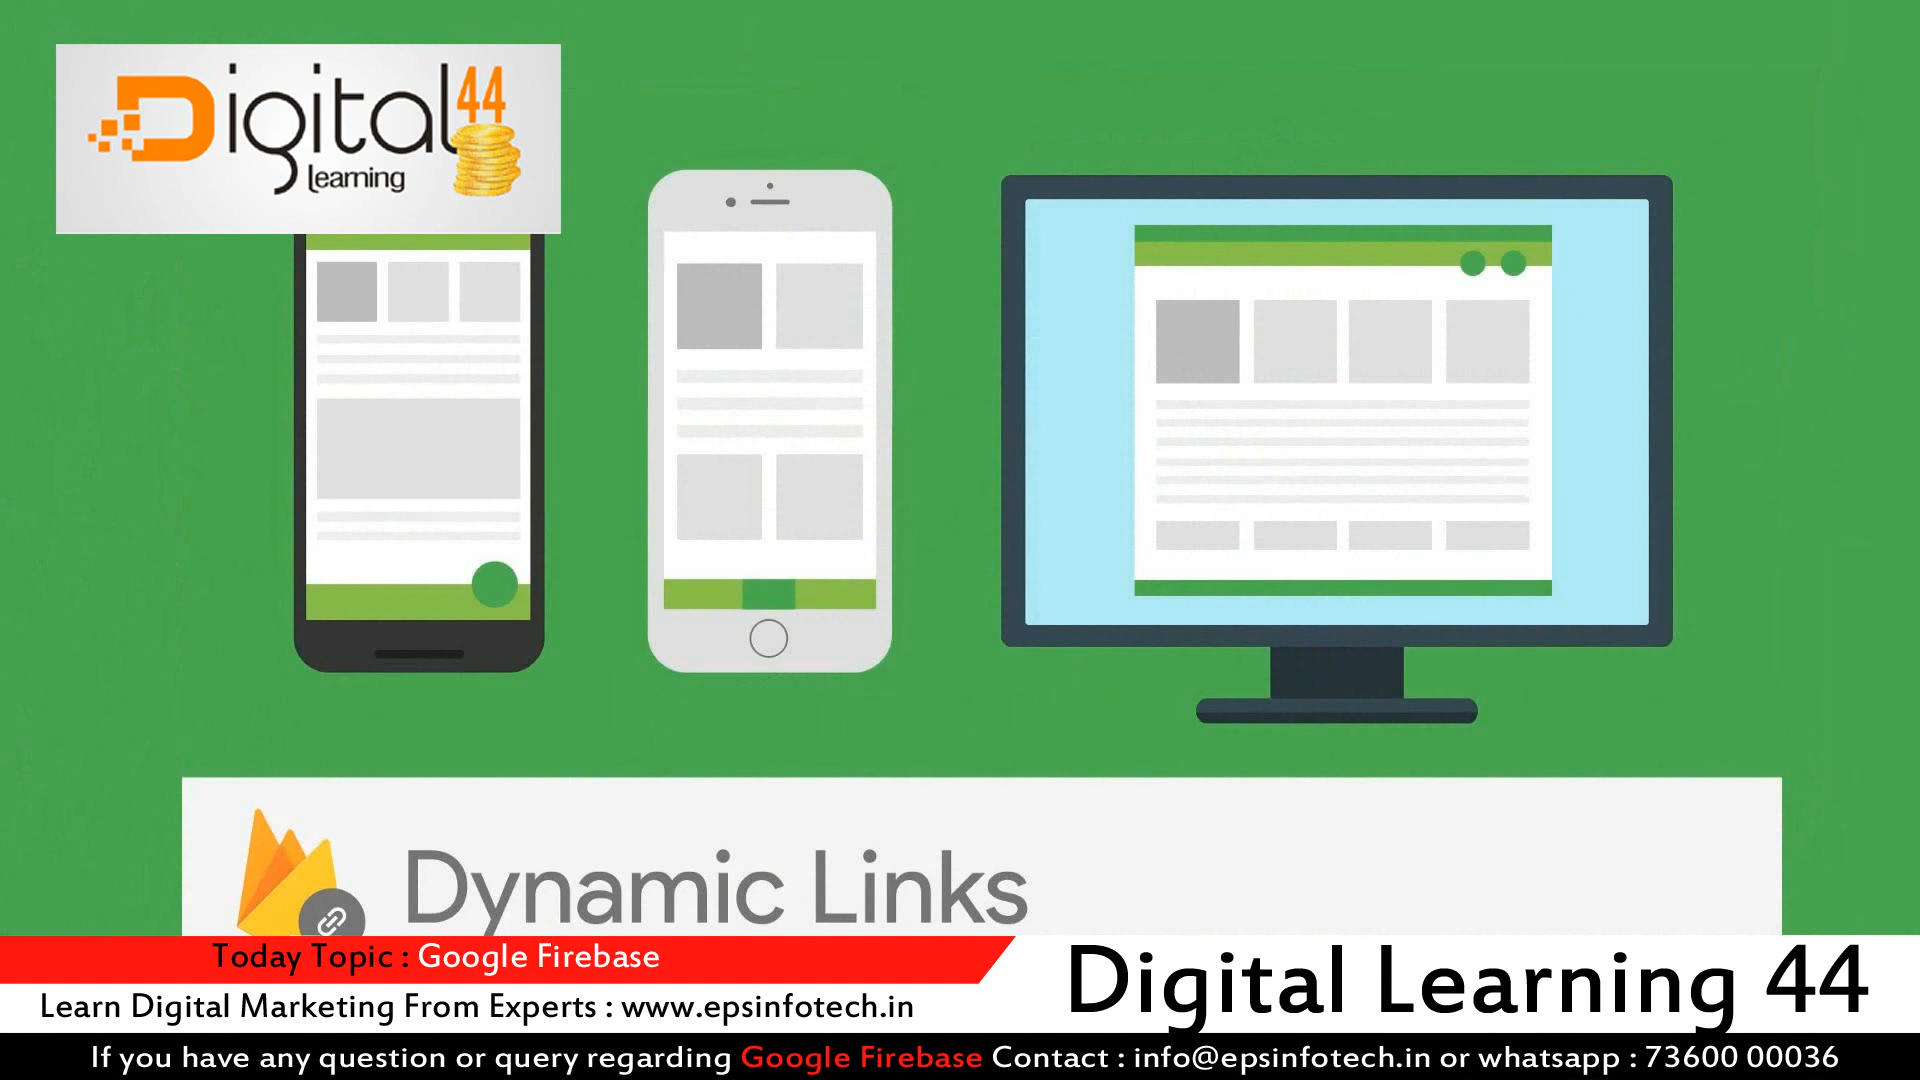 Digital 44
Learning
Dynamic Links
Today Topic : Google Firebase
Learn Digital Marketing From Experts : www.epsinfotech.in
Digital Learning 44
If you have any question or query regarding Google Firebase Contact : info@epsinfotech.in or whatsapp : 73600 00036